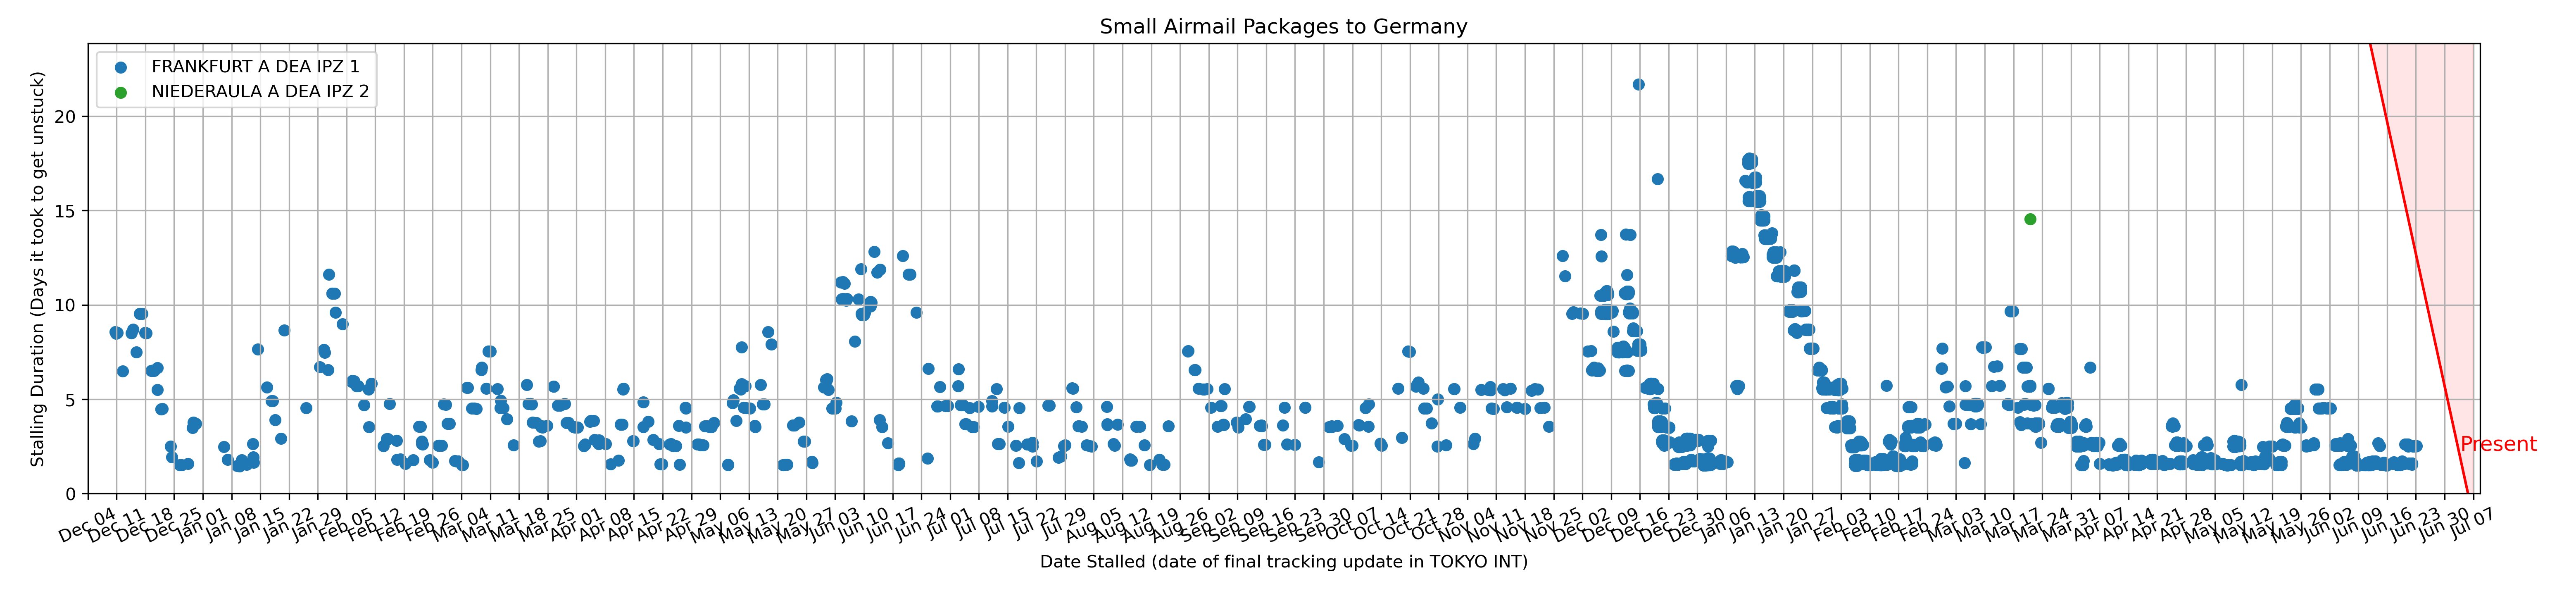 Small Airmail Packages to Germany
FRANKFURT A DEA IPZ 1
NIEDERAULA A DEA IPZ 2
Stalling Duration (Days it took to get unstuck)
20
15
10
5
0
Present
Dec 04 Dec 11 Dec 18 Dec 25 Jan 01 Jan 08 Jan 15 Jan 22 Jan 29 Feb 05 Feb 12 Feb 19 Feb 26 Mar 04 Mar 11 Mar 18 Mar 25 Apr 01 Apr 08 Apr 15 Apr 22 Apr 29 May 06 May 13 May 20 May 27 Jun 03 Jun 10 Jun 17 Jun 24 Jul 01 Jul 08 Jul 15 Jul 22 Jul 29 Aug 05 Aug 12 Aug 19 Aug 26 Sep 02 Sep 09 Sep 16 Sep 23 Sep 30 Oct 07 Oct 14 Oct 21 Oct 28 Nov 04 Nov 11 Nov 18 Nov 25 Dec 02 Dec 09 Dec 16 Dec 23 Dec 30 Jan 06 Jan 13 Jan 20 Jan 27 Feb 03 Feb 10 Feb 17 Feb 24 Mar 03 Mar 10 Mar 17 Mar 24 Mar 31 Apr 07 Apr 14 Apr 21 Apr 28 May 05 May 12 May 19 May 26 Jun 02 Jun 09 Jun 16 Jun 23 Jun 30 Jul 07
Date Stalled (date of final tracking update in TOKYO INT)